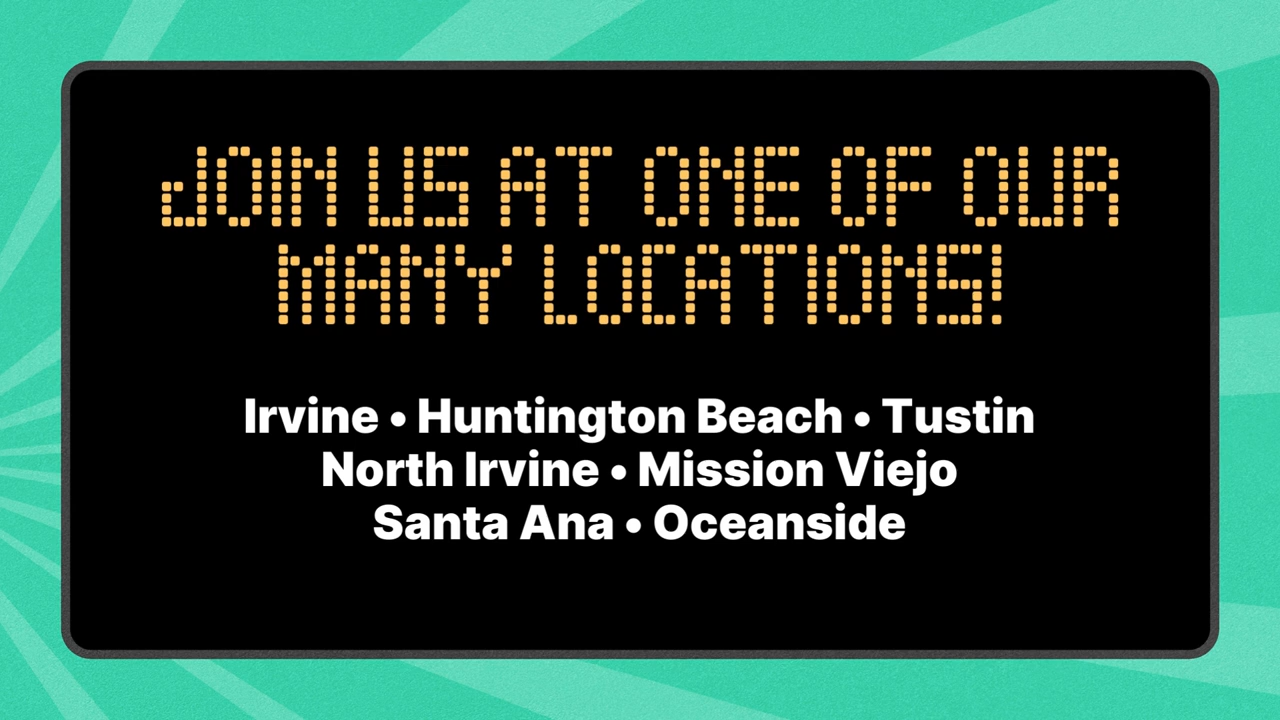 JOIN US AT ONE OF OUR
MANY LOCATIONS!
Irvine • Huntington Beach • Tustin
North Irvine • Mission Viejo
Santa Ana • Oceanside